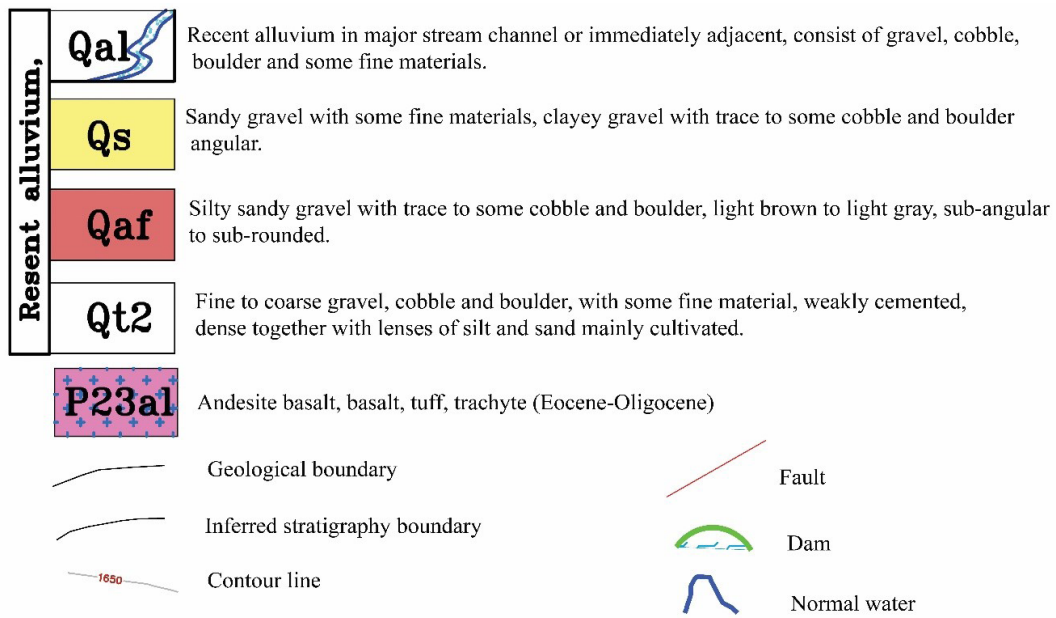 Resent alluvium,
Qal
Recent alluvium in major stream channel or immediately adjacent, consist of gravel, cobble,
boulder and some fine materials.
Qs
Sandy gravel with some fine materials, clayey gravel with trace to some cobble and boulder
angular.
Qaf
Silty sandy gravel with trace to some cobble and boulder, light brown to light gray, sub-angular
to sub-rounded.
Qt2
Fine to coarse gravel, cobble and boulder, with some fine material, weakly cemented,
dense together with lenses of silt and sand mainly cultivated.
P23al
Andesite basalt, basalt, tuff, trachyte (Eocene-Oligocene)
Geological boundary
Inferred stratigraphy boundary
1650
Contour line
Fault
Dam
Normal water